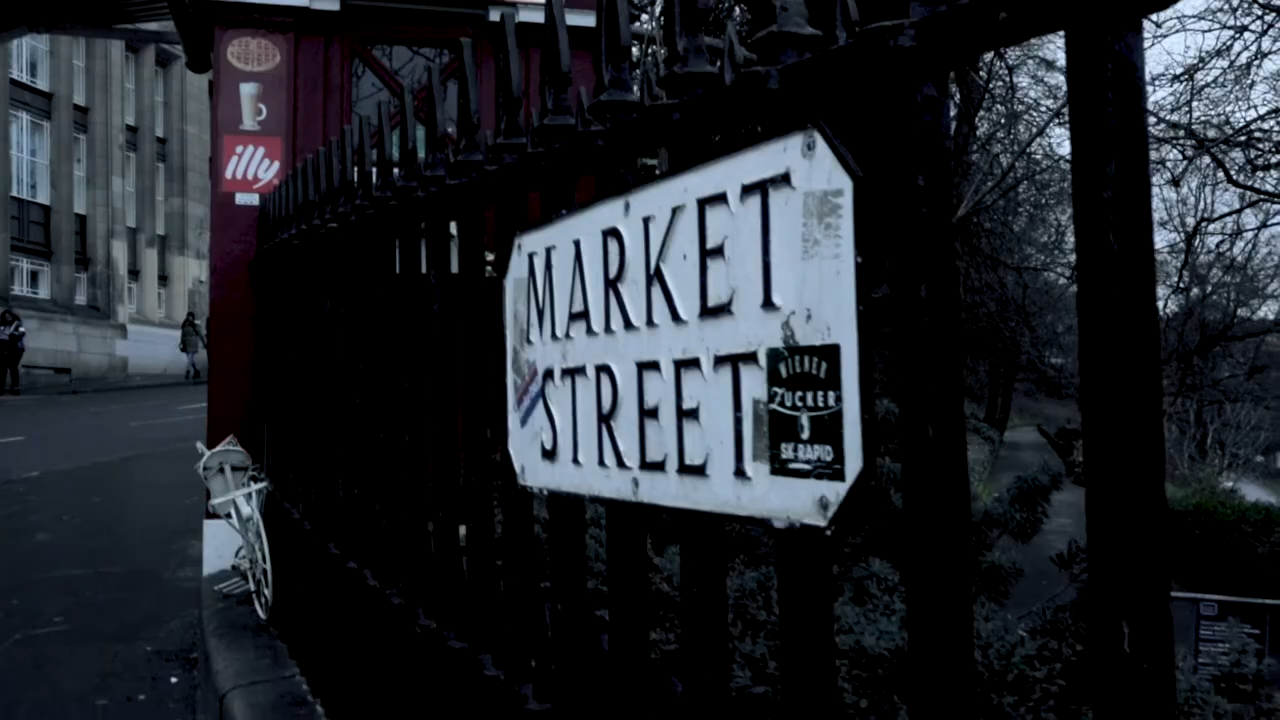 illy
MARKET
STREET
WIENER
ZUCKER
SK-RAPID